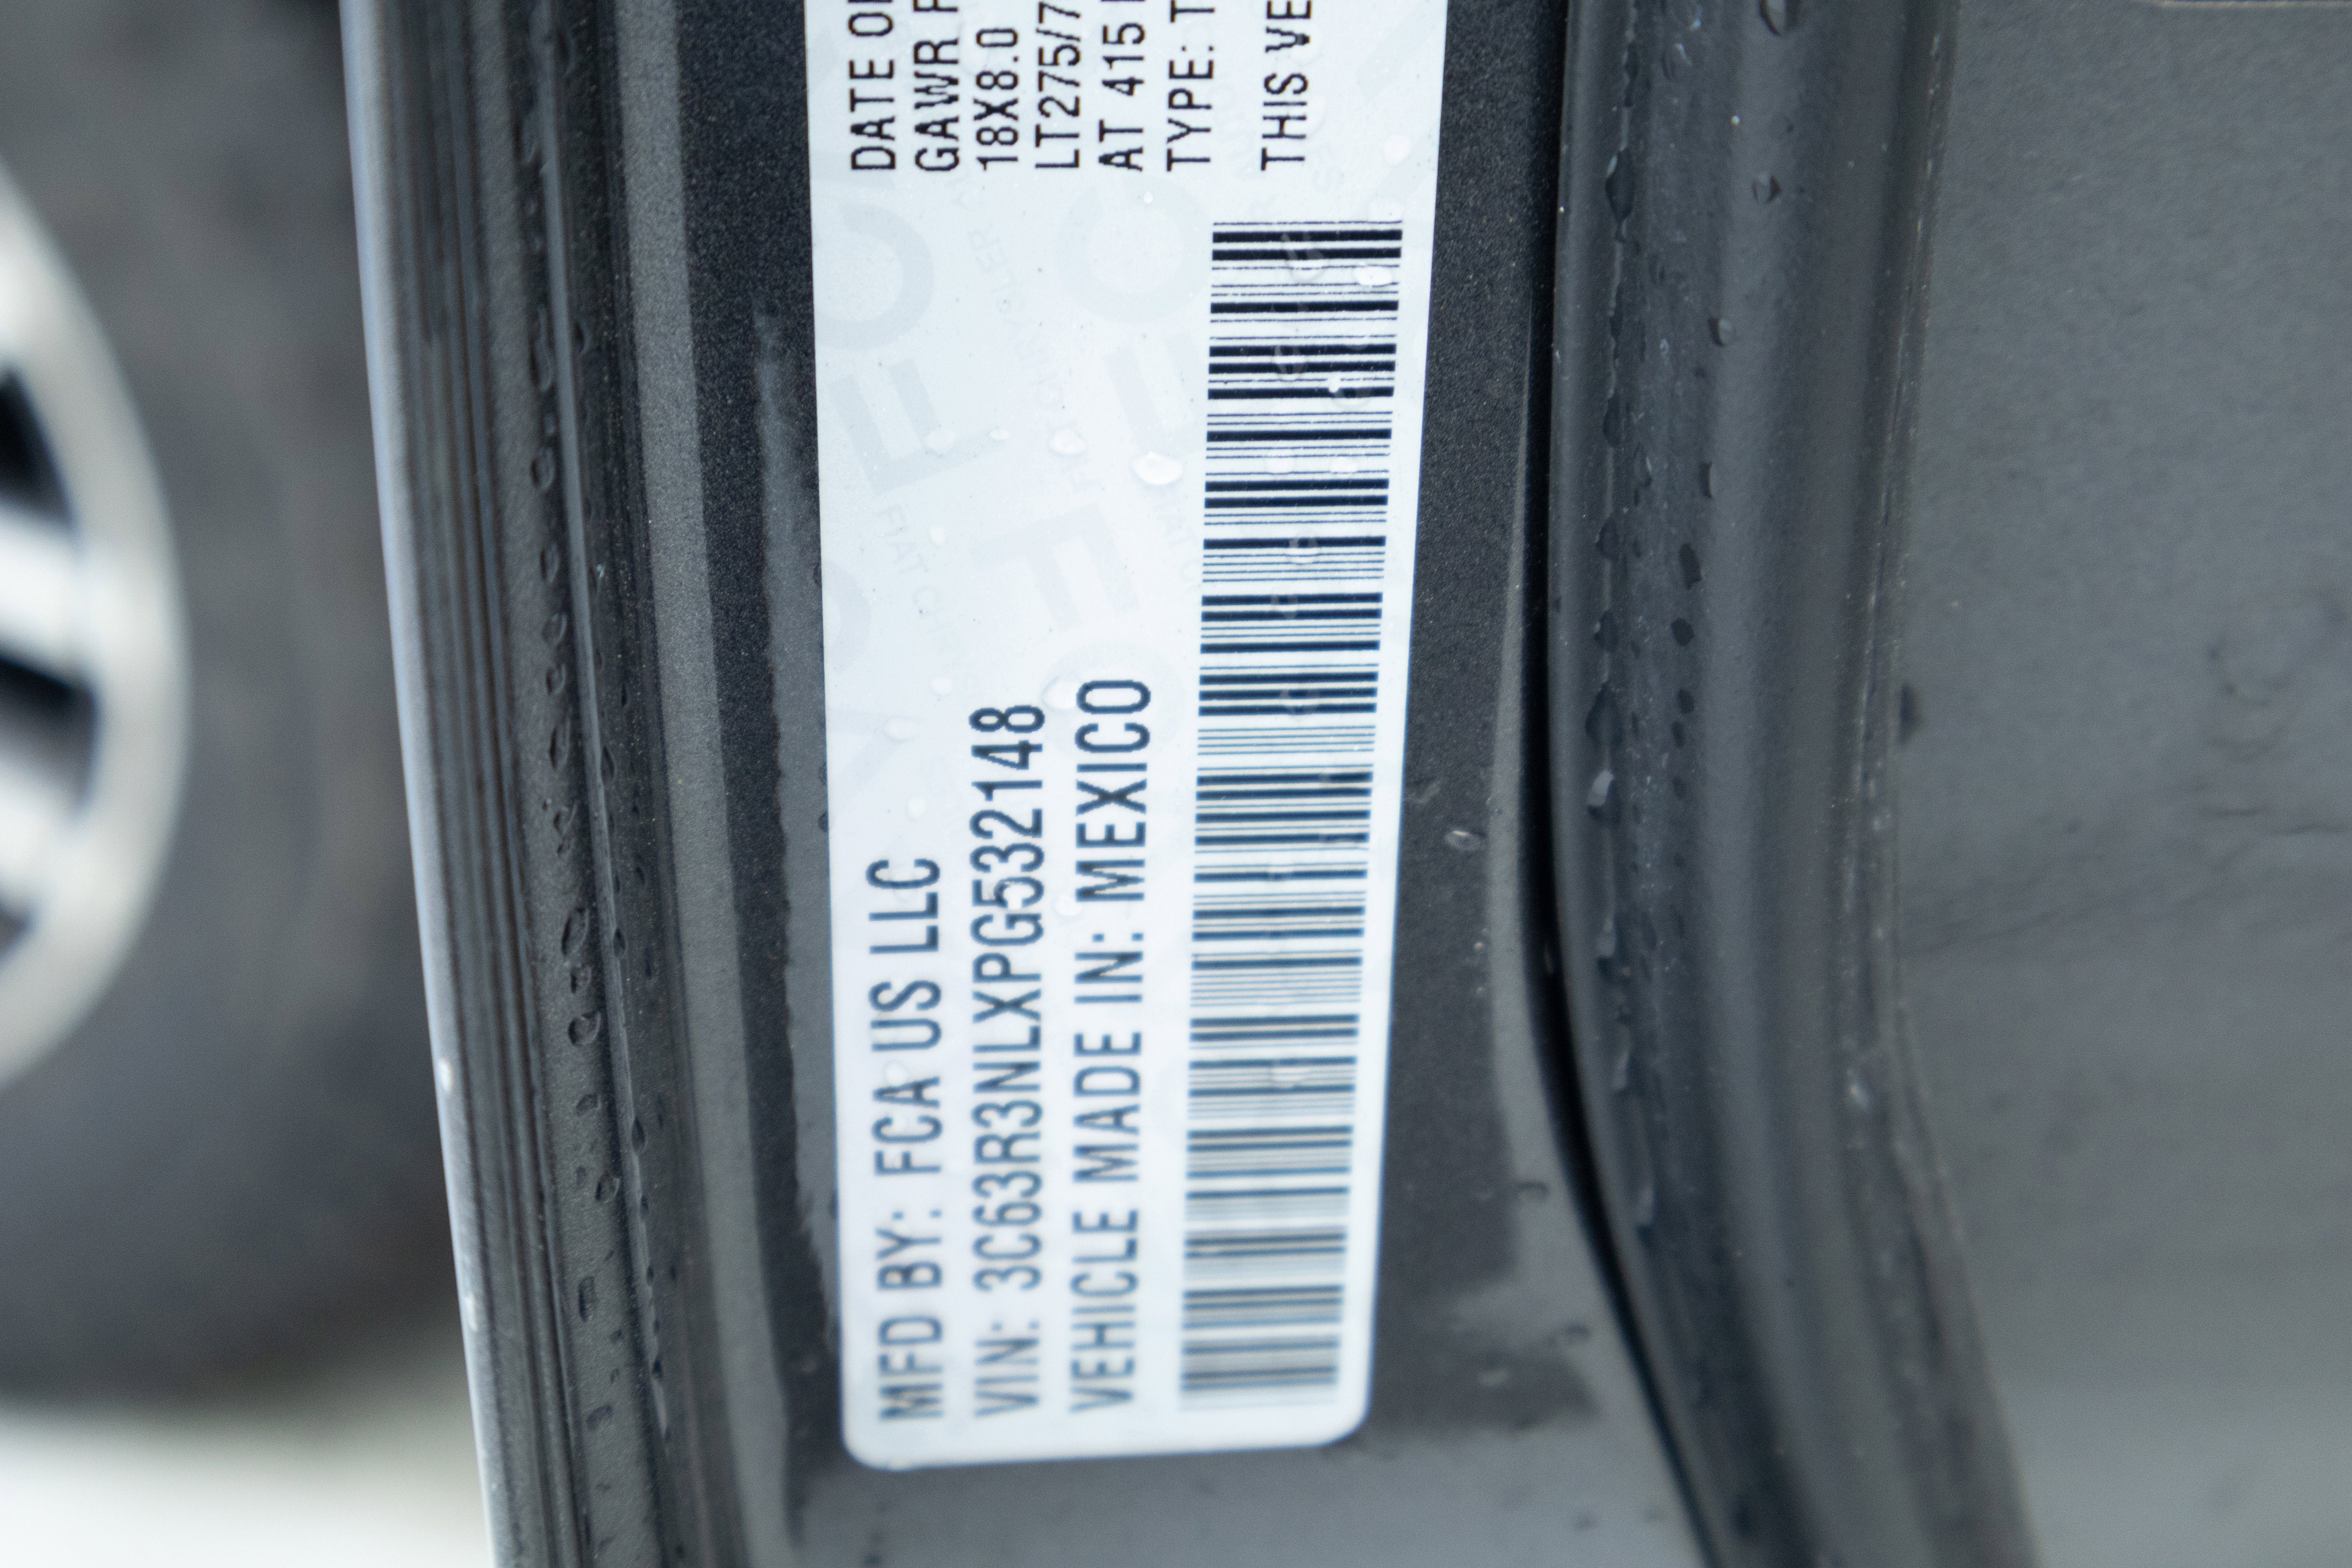 MFD BY: FCA US LLC
VIN: 3C63R3NLXPG532148
VEHICLE MADE IN: MEXICO
DATE O
GAWR
18X8.0
LT275/7
AT 415
TYPE: T
THIS VE